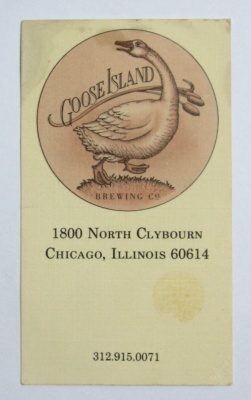 GOOSE ISLAND
BREWING CO
1800 NORTH CLYBOURN
CHICAGO, ILLINOIS 60614
312.915.0071